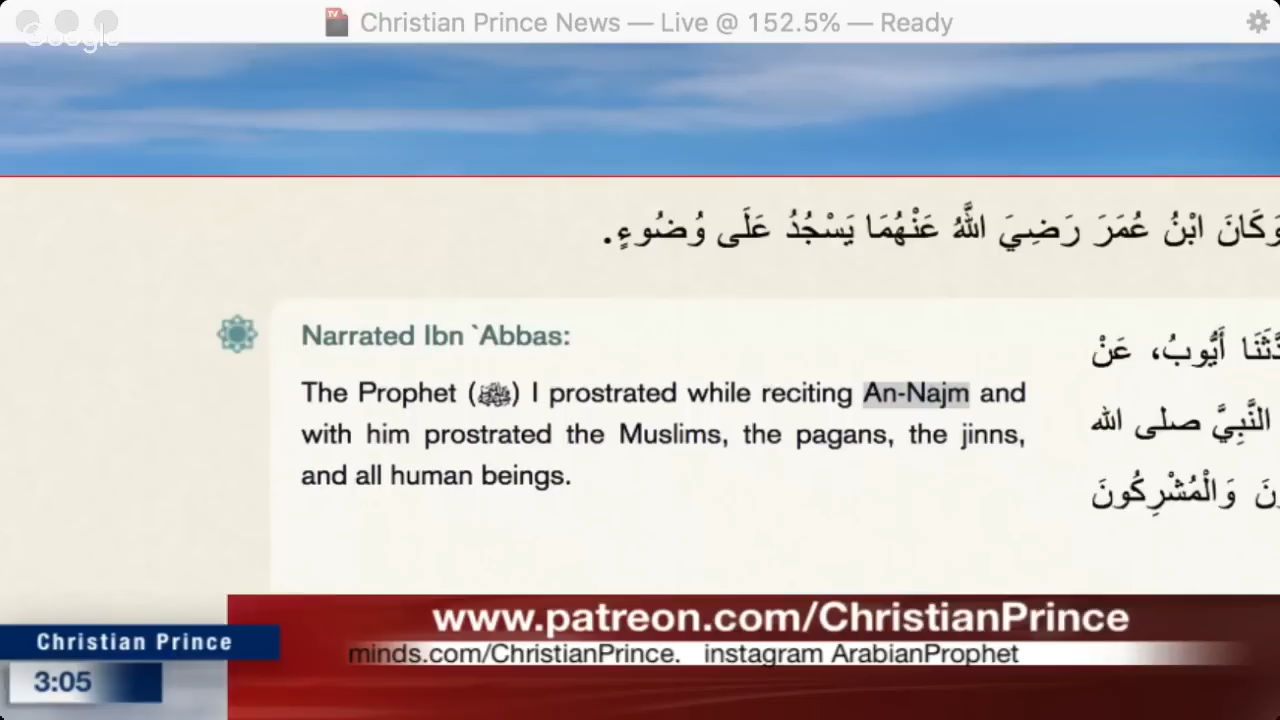 Christian Prince News — Live @ 152.5% — Ready
Google
وَكَانَ ابْنُ عُمَرَ رَضِيَ اللَّهُ عَنْهُمَا يَسْجُدُ عَلَى وُضُوءٍ.
Narrated Ibn `Abbas:
The Prophet (ﷺ) I prostrated while reciting An-Najm and
with him prostrated the Muslims, the pagans, the jinns,
and all human beings.
أَيُّوبُ، عَنْ
النَّبِيَّ صلى الله
وَالْمُشْرِكُونَ
www.patreon.com/ChristianPrince
minds.com/ChristianPrince. instagram ArabianProphet
Christian Prince
3:05